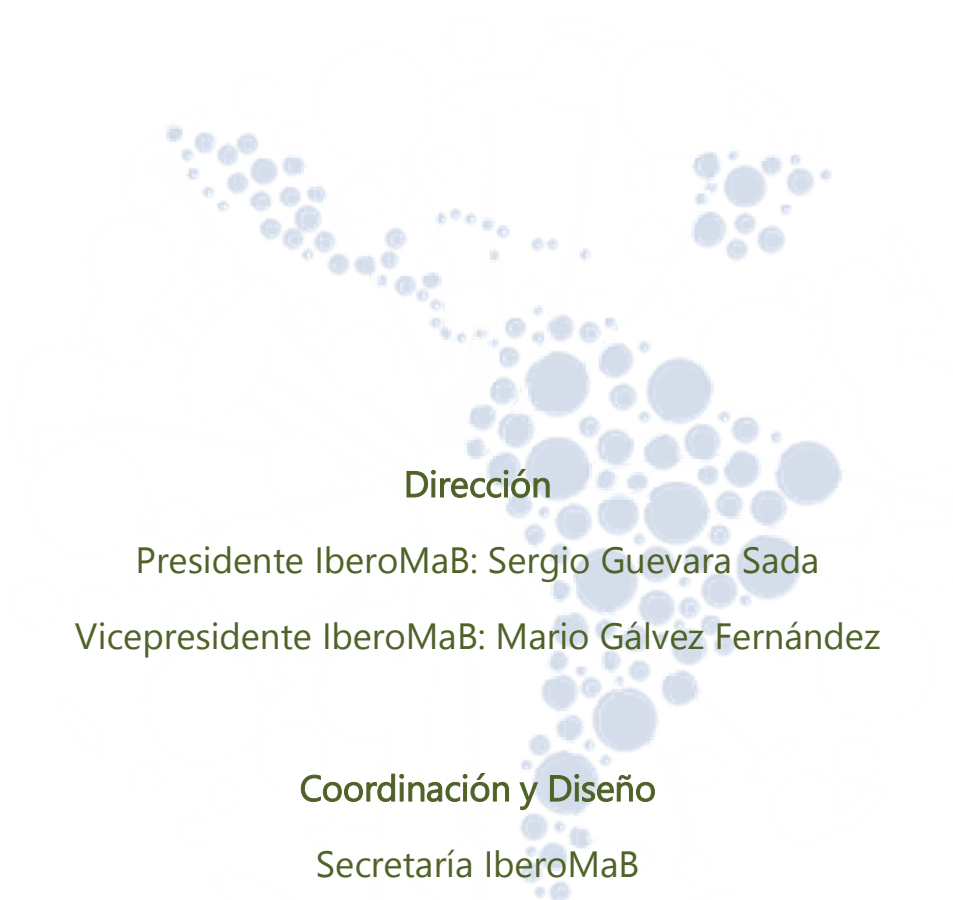 Dirección
Presidente IberoMaB: Sergio Guevara Sada
Vicepresidente IberoMaB: Mario Gálvez Fernández
Coordinación y Diseño
Secretaría IberoMaB